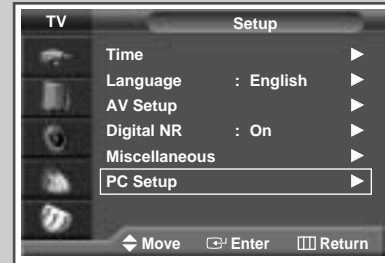 TV Setup
Time
Language : English
AV Setup
Digital NR : On
Miscellaneous
PC Setup
Move Enter Return